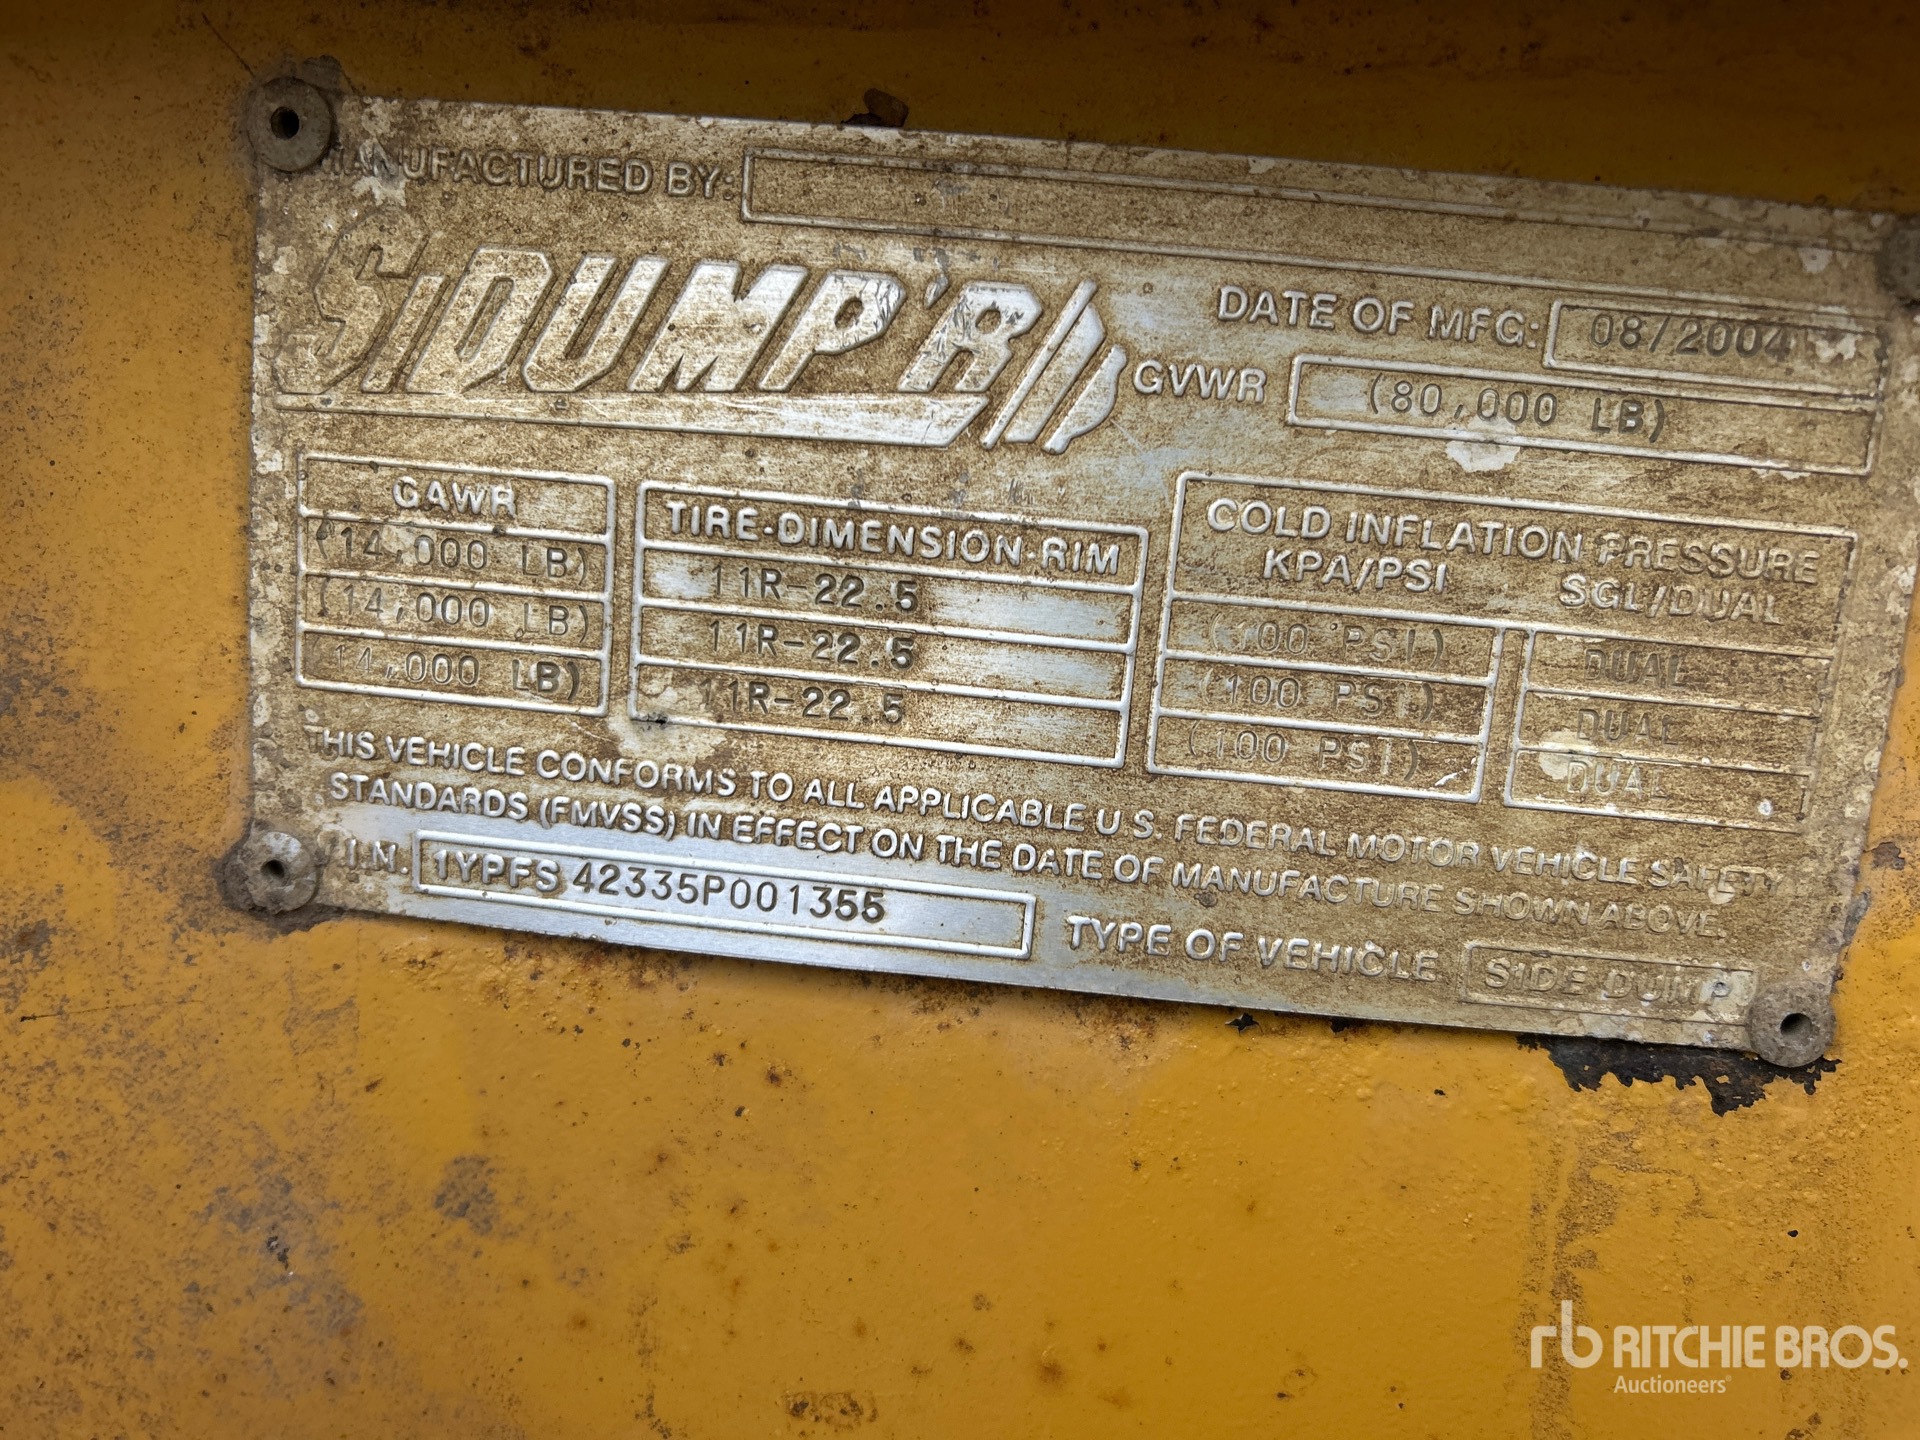 MANUFACTURED BY:
SIDUMP'R
DATE OF MFG: 08/2004
GVWR (80,000 LB)
GAWR
(14,000 LB)
(14,000 LB)
(14,000 LB)
TIRE-DIMENSION-RIM
11R-22.5
11R-22.5
11R-22.5
COLD INFLATION PRESSURE
KPA/PSI SGL/DUAL
(100 PSI) DUAL
(100 PSI) DUAL
(100 PSI) DUAL
THIS VEHICLE CONFORMS TO ALL APPLICABLE U.S. FEDERAL MOTOR VEHICLE SAFETY
STANDARDS (FMVSS) IN EFFECT ON THE DATE OF MANUFACTURE SHOWN ABOVE.
V.I.N. 1YPFS42335P001355
TYPE OF VEHICLE SIDE DUMP
rb RITCHIE BROS.
Auctioneers